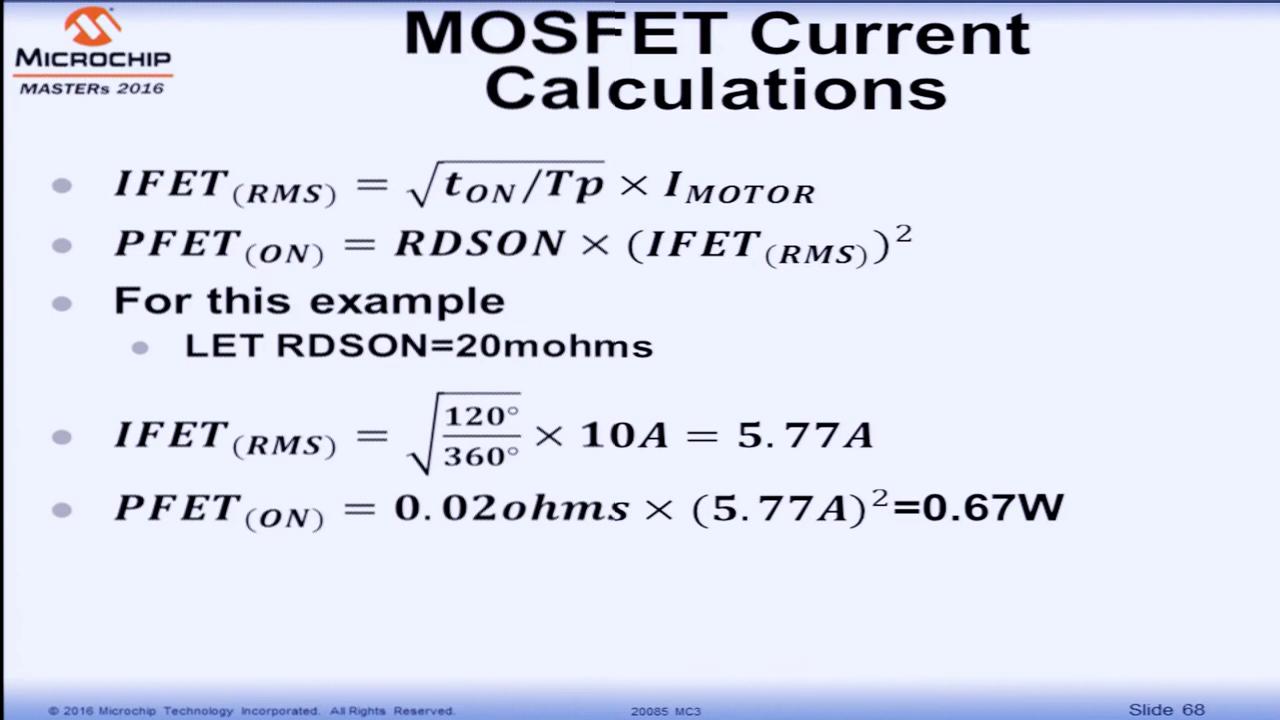 MICROCHIP
MASTERs 2016
MOSFET Current
Calculations
IFET(RMS) = √tON/Tp × IMOTOR
PFET(ON) = RDSON × (IFET(RMS))²
For this example
LET RDSON=20mohms
IFET(RMS) = √120°/360° × 10A = 5.77A
PFET(ON) = 0.02ohms × (5.77A)²=0.67W
© 2016 Microchip Technology Incorporated. All Rights Reserved.
20085 MC3
Slide 68